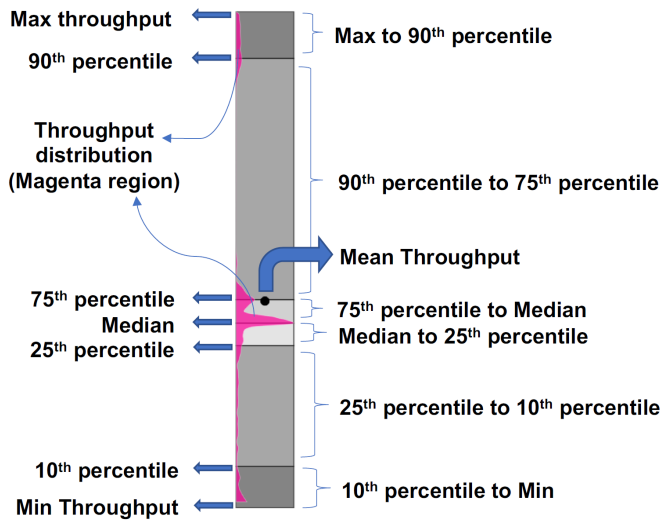 Max throughput
Max to 90th percentile
90th percentile
Throughput
distribution
(Magenta region)
90th percentile to 75th percentile
Mean Throughput
75th percentile
75th percentile to Median
Median
Median to 25th percentile
25th percentile
25th percentile to 10th percentile
10th percentile
10th percentile to Min
Min Throughput